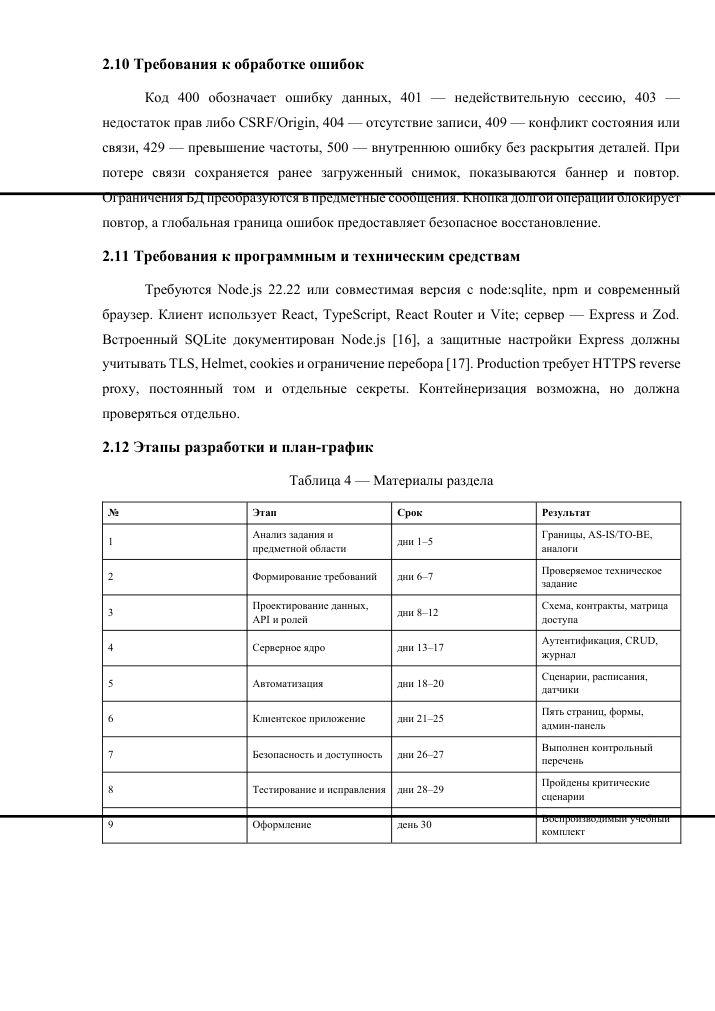 2.10 Требования к обработке ошибок
Код 400 обозначает ошибку данных, 401 — недействительную сессию, 403 —
недостаток прав либо CSRF/Origin, 404 — отсутствие записи, 409 — конфликт состояния или
связи, 429 — превышение частоты, 500 — внутреннюю ошибку без раскрытия деталей. При
потере связи сохраняется ранее загруженный снимок, показываются баннер и повтор.
Ограничения БД преобразуются в предметные сообщения. Кнопка долгой операции блокирует
повтор, а глобальная граница ошибок предоставляет безопасное восстановление.
2.11 Требования к программным и техническим средствам
Требуются Node.js 22.22 или совместимая версия с node:sqlite, npm и современный
браузер. Клиент использует React, TypeScript, React Router и Vite; сервер — Express и Zod.
Встроенный SQLite документирован Node.js [16], а защитные настройки Express должны
учитывать TLS, Helmet, cookies и ограничение перебора [17]. Production требует HTTPS reverse
proxy, постоянный том и отдельные секреты. Контейнеризация возможна, но должна
проверяться отдельно.
2.12 Этапы разработки и план-график
Таблица 4 — Материалы раздела
№ Этап Срок Результат
1 Анализ задания и предметной области дни 1–5 Границы, AS-IS/TO-BE, аналоги
2 Формирование требований дни 6–7 Проверяемое техническое задание
3 Проектирование данных, API и ролей дни 8–12 Схема, контракты, матрица доступа
4 Серверное ядро дни 13–17 Аутентификация, CRUD, журнал
5 Автоматизация дни 18–20 Сценарии, расписания, датчики
6 Клиентское приложение дни 21–25 Пять страниц, формы, админ-панель
7 Безопасность и доступность дни 26–27 Выполнен контрольный перечень
8 Тестирование и исправления дни 28–29 Пройдены критические сценарии
9 Оформление день 30 Воспроизводимый учебный комплект